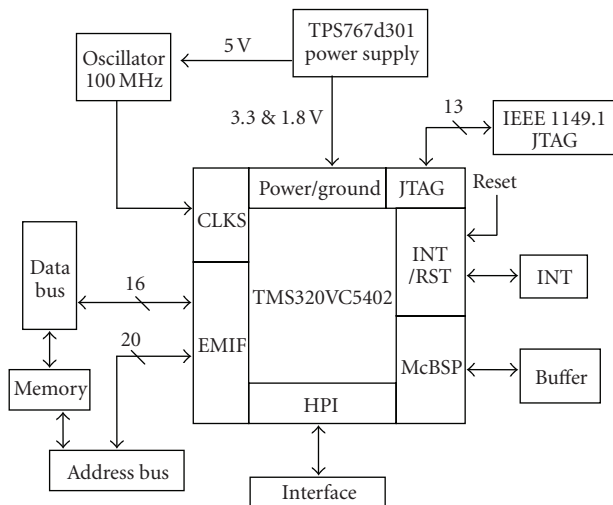 TPS767d301
power supply
Oscillator
100 MHz
5 V
3.3 & 1.8 V
13
IEEE 1149.1
JTAG
Power/ground
JTAG
Reset
CLKS
INT
/RST
INT
Data
bus
16
TMS320VC5402
20
EMIF
McBSP
Buffer
Memory
HPI
Address bus
Interface